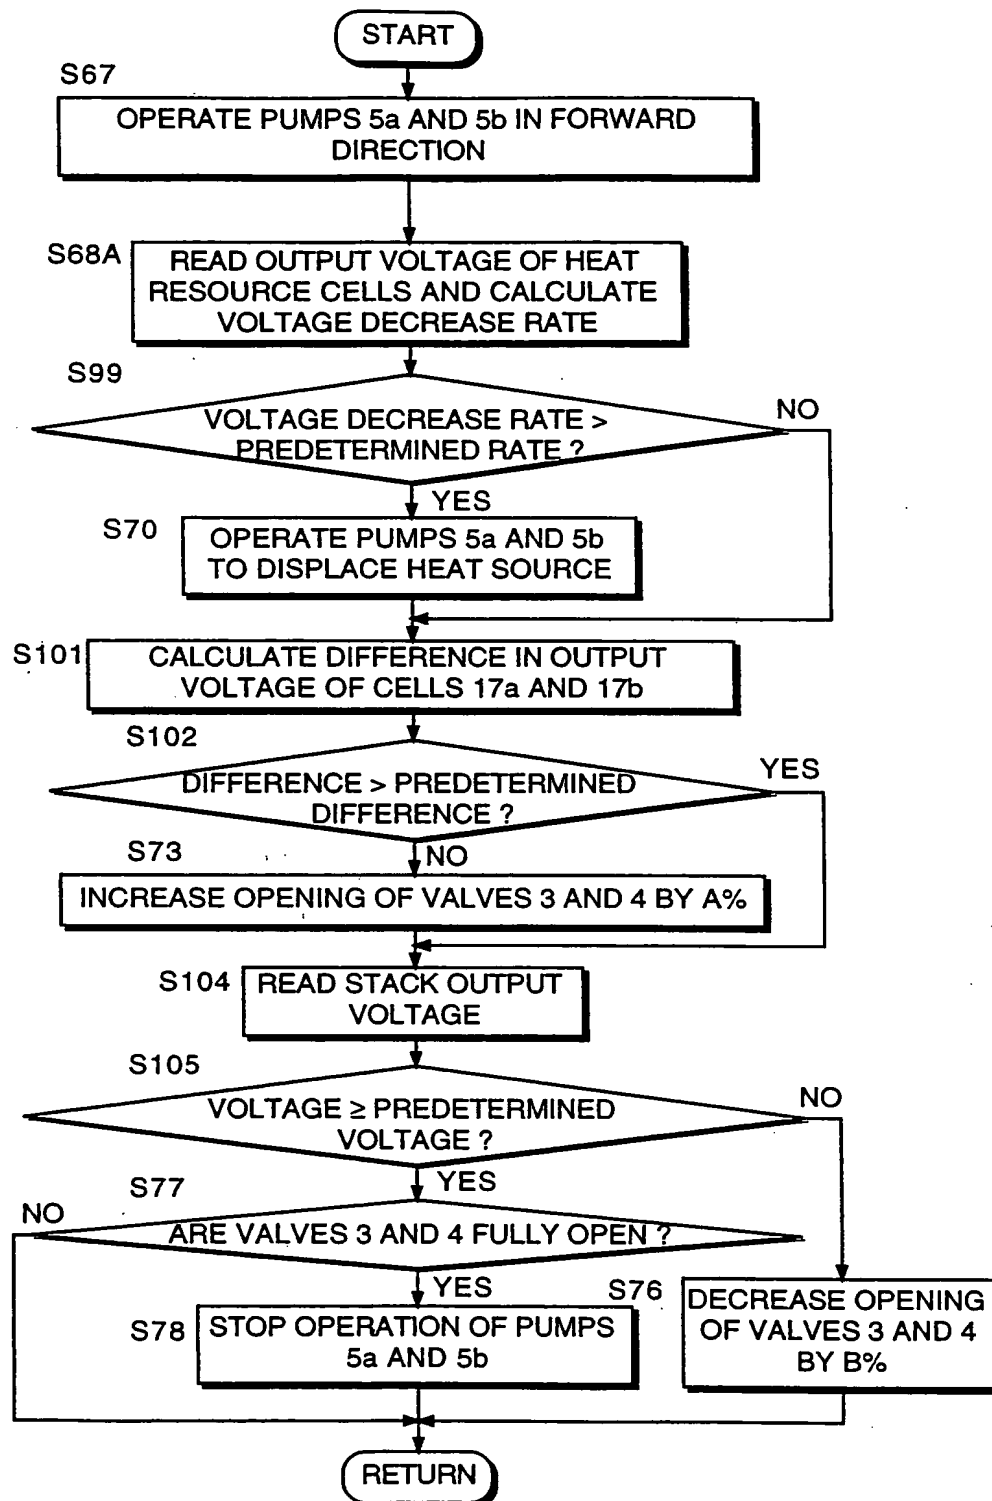 START
S67
OPERATE PUMPS 5a AND 5b IN FORWARD
DIRECTION
S68A
READ OUTPUT VOLTAGE OF HEAT
RESOURCE CELLS AND CALCULATE
VOLTAGE DECREASE RATE
S99
VOLTAGE DECREASE RATE >
PREDETERMINED RATE ?
NO
YES
S70
OPERATE PUMPS 5a AND 5b
TO DISPLACE HEAT SOURCE
S101
CALCULATE DIFFERENCE IN OUTPUT
VOLTAGE OF CELLS 17a AND 17b
S102
DIFFERENCE > PREDETERMINED
DIFFERENCE ?
YES
NO
S73
INCREASE OPENING OF VALVES 3 AND 4 BY A%
S104
READ STACK OUTPUT
VOLTAGE
S105
VOLTAGE ≥ PREDETERMINED
VOLTAGE ?
NO
YES
S77
NO
ARE VALVES 3 AND 4 FULLY OPEN ?
YES
S76
DECREASE OPENING
OF VALVES 3 AND 4
BY B%
S78
STOP OPERATION OF PUMPS
5a AND 5b
RETURN